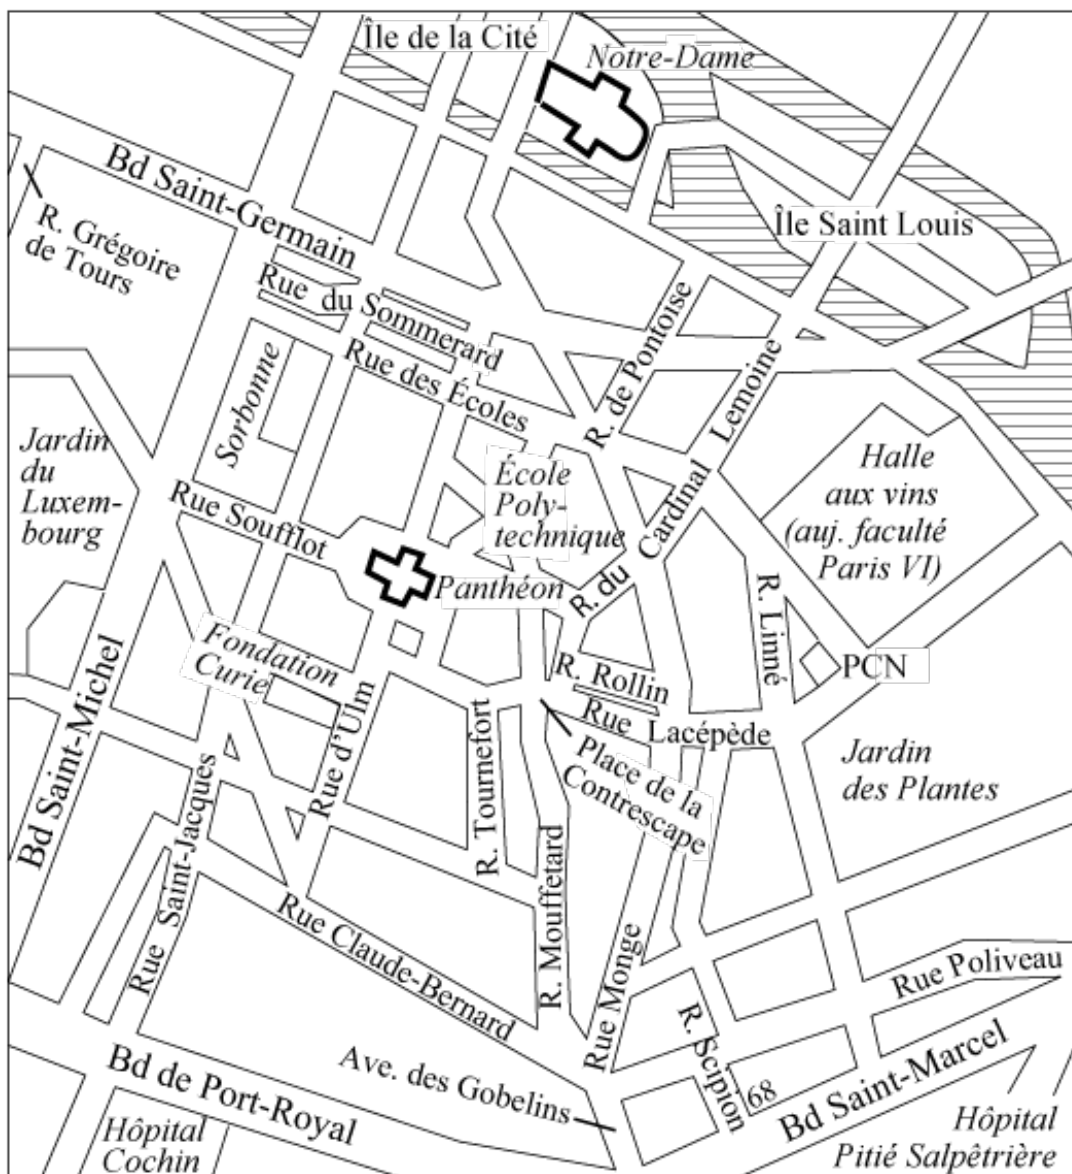 Île de la Cité
Notre-Dame
Bd Saint-Germain
R. Grégoire
de Tours
Île Saint Louis
Rue du Sommerard
R. de Pontoise
Rue des Écoles
Sorbonne
R. du Cardinal Lemoine
Jardin
du
Luxem-
bourg
École
Poly-
technique
Halle
aux vins
(auj. faculté
Paris VI)
Rue Soufflot
Panthéon
R. Linné
Fondation
Curie
R. Rollin
PCN
Bd Saint-Michel
Rue d'Ulm
R. Tournefort
Rue Lacépède
Place de la
Contrescape
Jardin
des Plantes
Rue Saint-Jacques
R. Mouffetard
Rue Claude-Bernard
Rue Monge
Rue Poliveau
R. Scipion
68
Bd Saint-Marcel
Ave. des Gobelins
Bd de Port-Royal
Hôpital
Cochin
Hôpital
Pitié Salpêtrière